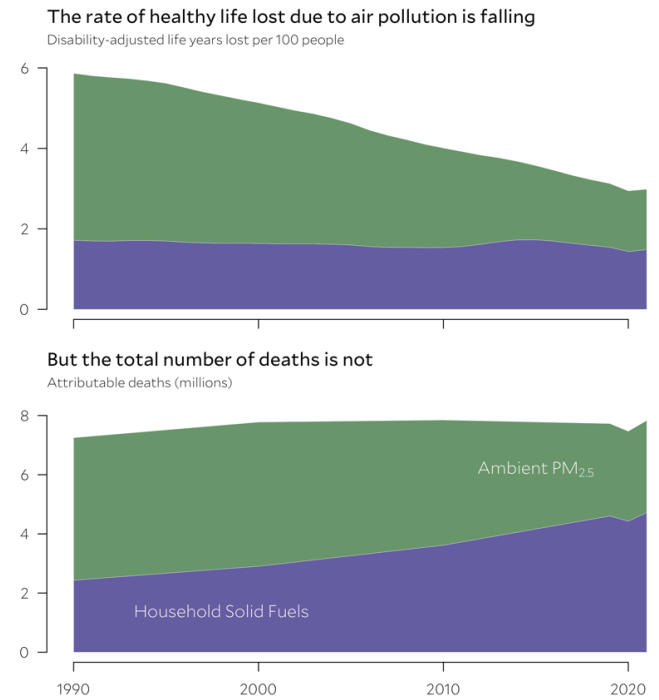 The rate of healthy life lost due to air pollution is falling
Disability-adjusted life years lost per 100 people
6
4
2
0
But the total number of deaths is not
Attributable deaths (millions)
8
6
4
2
0
Ambient PM2.5
Household Solid Fuels
1990 2000 2010 2020